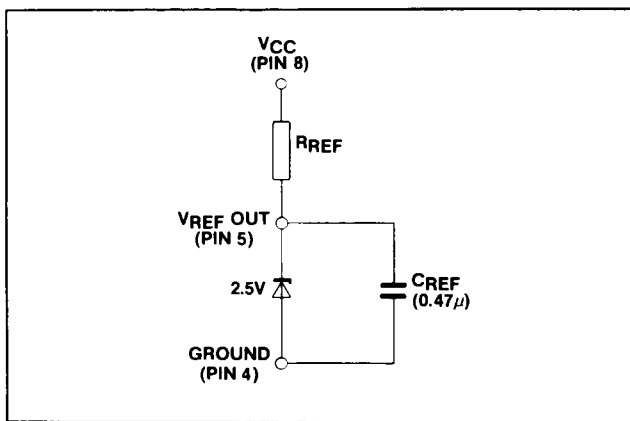 VCC
(PIN 8)
RREF
VREF OUT
(PIN 5)
2.5V
CREF
(0.47μ)
GROUND
(PIN 4)